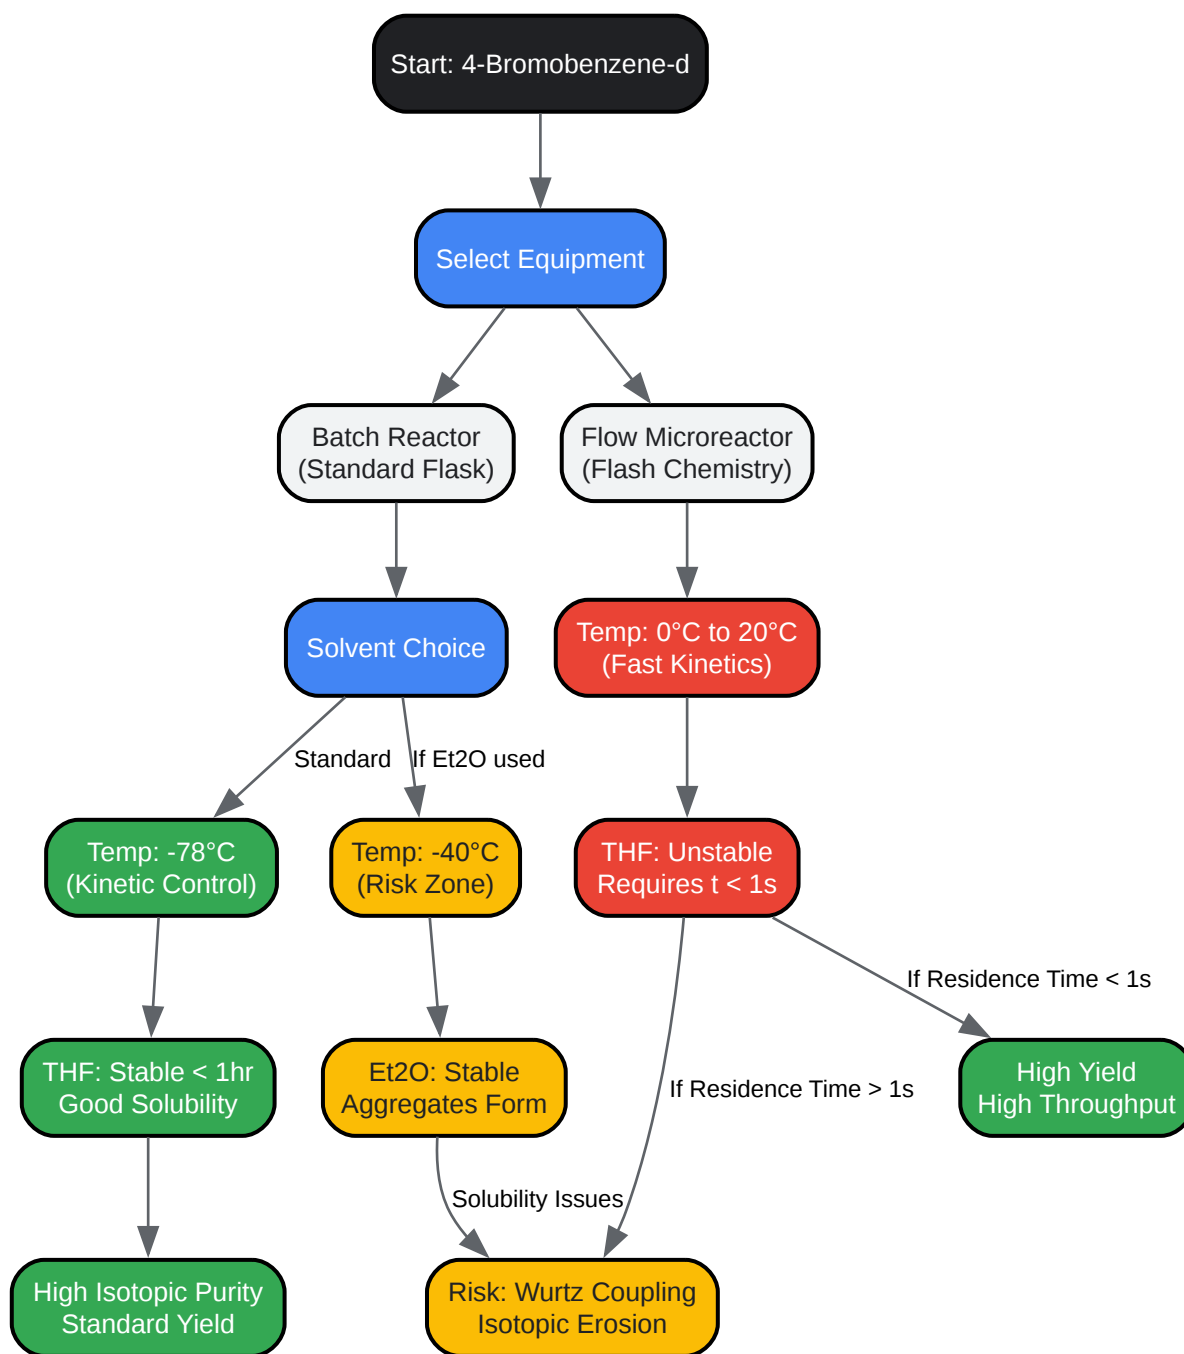 Start: 4-Bromobenzene-d
Select Equipment
Batch Reactor
(Standard Flask)
Flow Microreactor
(Flash Chemistry)
Solvent Choice
Temp: 0°C to 20°C
(Fast Kinetics)
Standard
If Et2O used
Temp: -78°C
(Kinetic Control)
Temp: -40°C
(Risk Zone)
THF: Unstable
Requires t < 1s
If Residence Time < 1s
THF: Stable < 1hr
Good Solubility
Et2O: Stable
Aggregates Form
If Residence Time > 1s
High Yield
High Throughput
Solubility Issues
High Isotopic Purity
Standard Yield
Risk: Wurtz Coupling
Isotopic Erosion